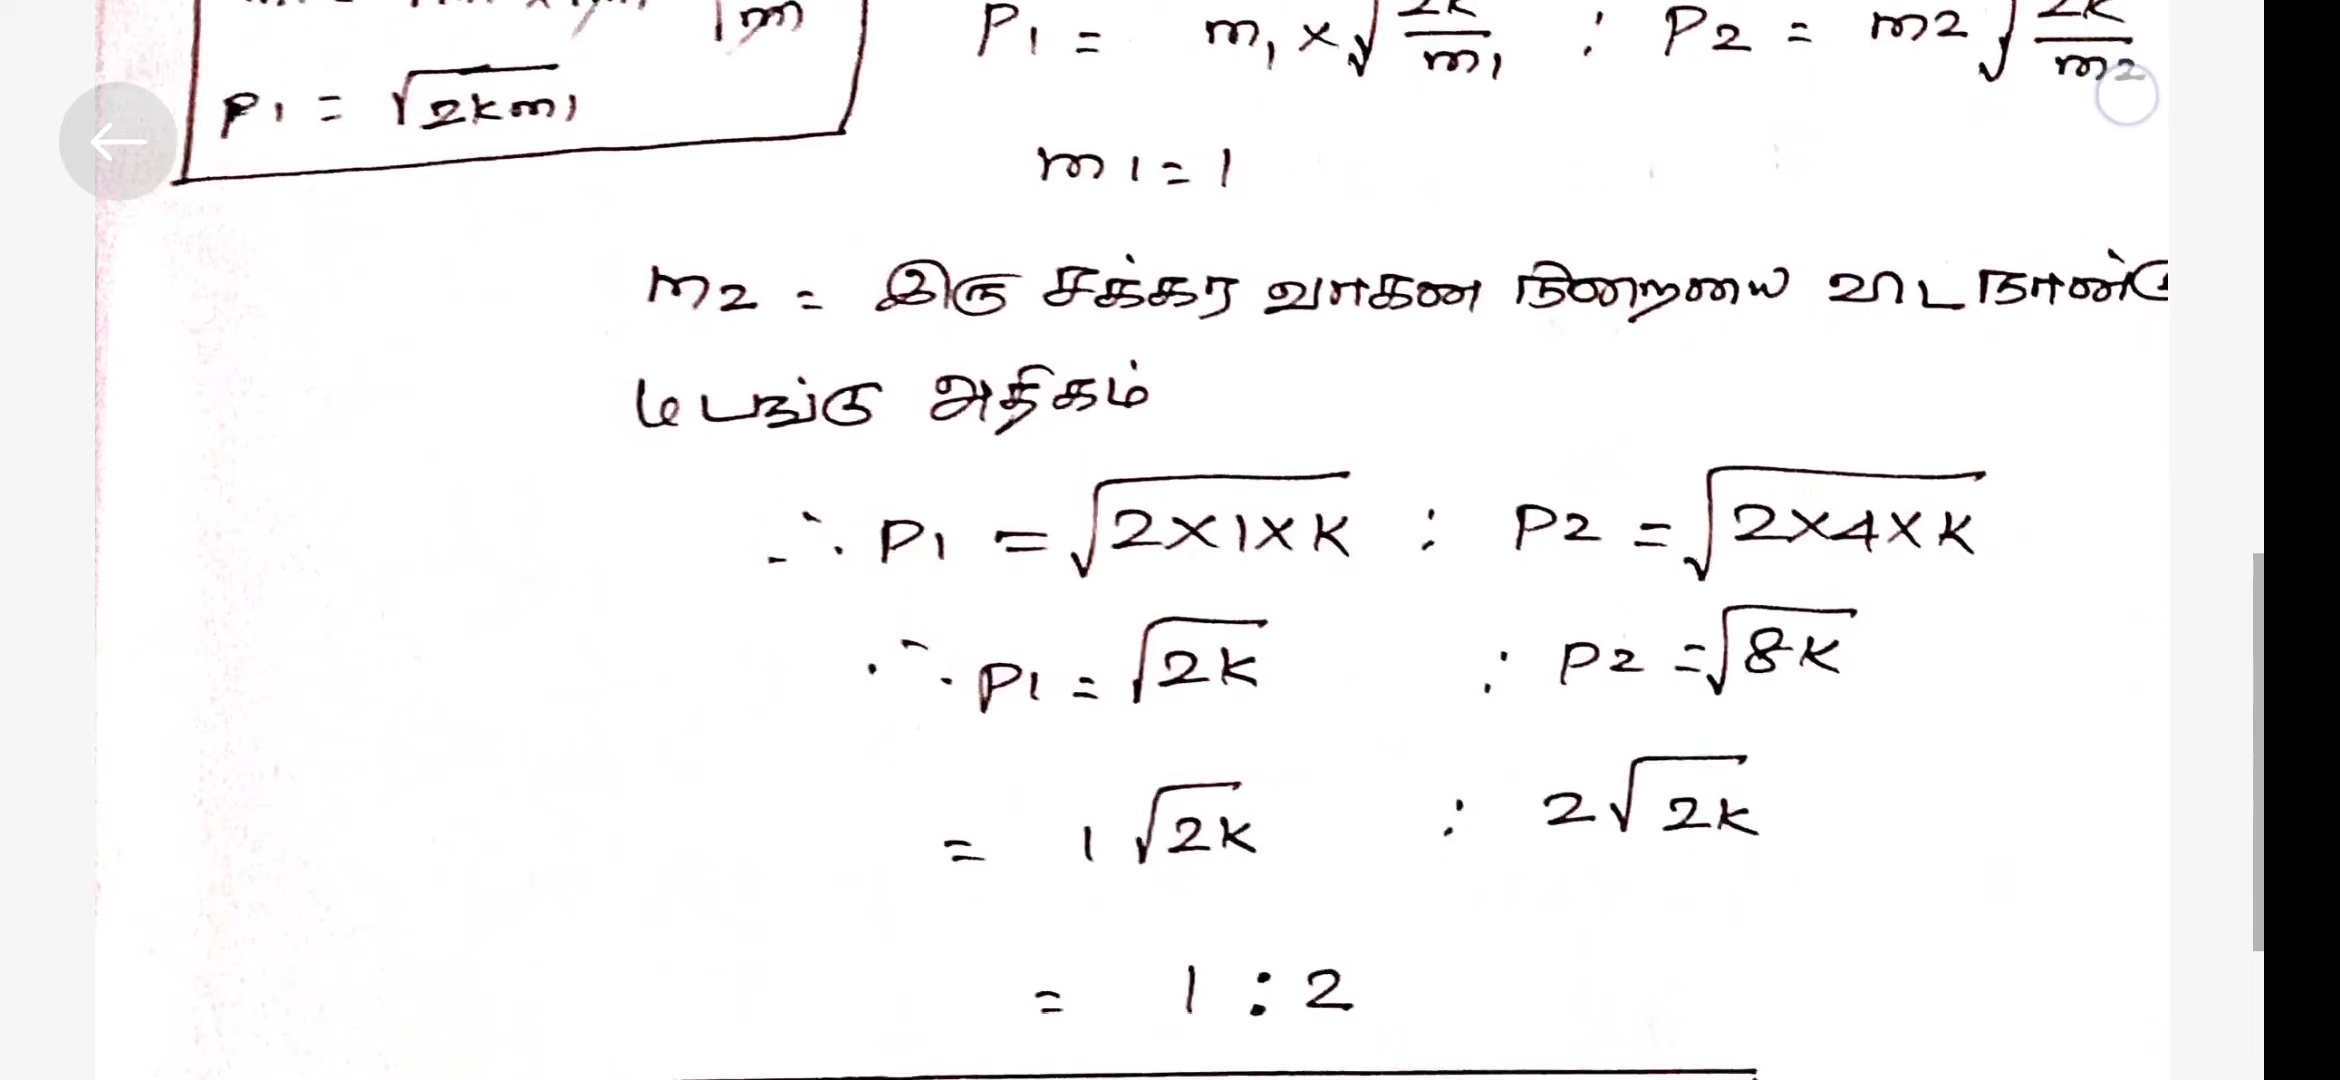 P1 = m1 × √2K/m1 : P2 = m2 √2K/m2
P1 = √2Km1
m1 = 1
m2 = இரு சக்கர வாகன நிறையை விட நான்கு
மடங்கு அதிகம்
∴ P1 = √2×1×K : P2 = √2×4×K
∴ P1 = √2K : P2 = √8K
= 1 √2K : 2√2K
= 1 : 2